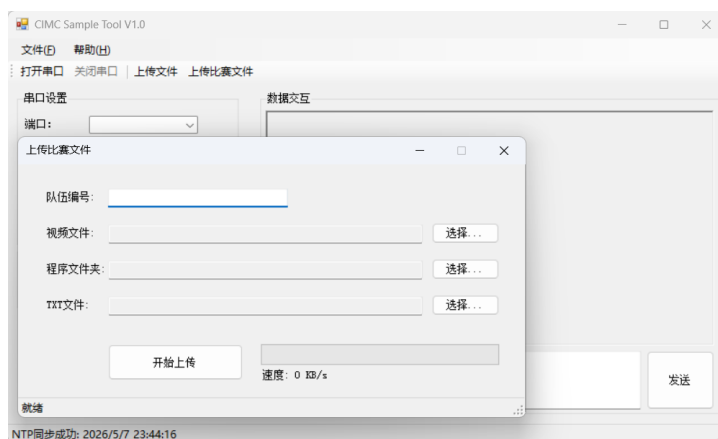 CIMC Sample Tool V1.0
文件(F) 帮助(H)
打开串口 关闭串口 上传文件 上传比赛文件
串口设置 数据交互
端口:
上传比赛文件
队伍编号:
视频文件: 选择...
程序文件夹: 选择...
TXT文件: 选择...
开始上传
速度: 0 KB/s
发送
就绪
NTP同步成功: 2026/5/7 23:44:16